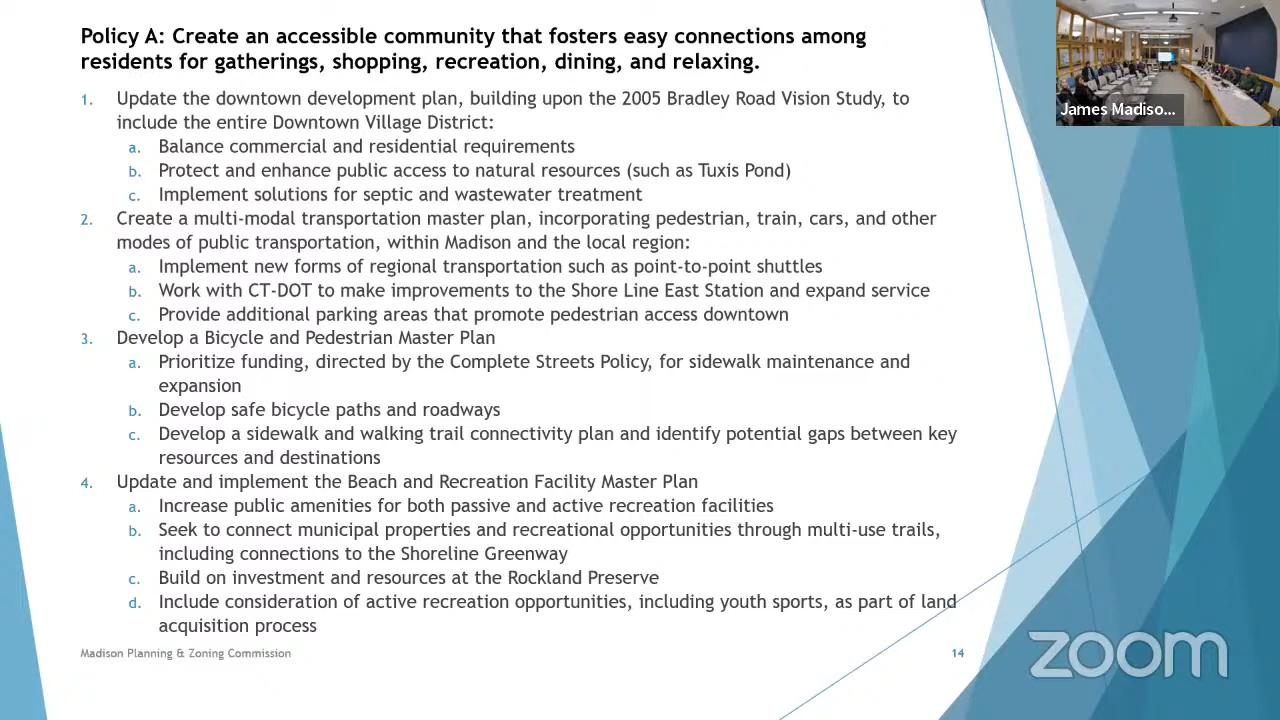 Policy A: Create an accessible community that fosters easy connections among
residents for gatherings, shopping, recreation, dining, and relaxing.
1. Update the downtown development plan, building upon the 2005 Bradley Road Vision Study, to
include the entire Downtown Village District:
a. Balance commercial and residential requirements
b. Protect and enhance public access to natural resources (such as Tuxis Pond)
c. Implement solutions for septic and wastewater treatment
2. Create a multi-modal transportation master plan, incorporating pedestrian, train, cars, and other
modes of public transportation, within Madison and the local region:
a. Implement new forms of regional transportation such as point-to-point shuttles
b. Work with CT-DOT to make improvements to the Shore Line East Station and expand service
c. Provide additional parking areas that promote pedestrian access downtown
3. Develop a Bicycle and Pedestrian Master Plan
a. Prioritize funding, directed by the Complete Streets Policy, for sidewalk maintenance and
expansion
b. Develop safe bicycle paths and roadways
c. Develop a sidewalk and walking trail connectivity plan and identify potential gaps between key
resources and destinations
4. Update and implement the Beach and Recreation Facility Master Plan
a. Increase public amenities for both passive and active recreation facilities
b. Seek to connect municipal properties and recreational opportunities through multi-use trails,
including connections to the Shoreline Greenway
c. Build on investment and resources at the Rockland Preserve
d. Include consideration of active recreation opportunities, including youth sports, as part of land
acquisition process
Madison Planning & Zoning Commission
14
James Madiso...
zoom